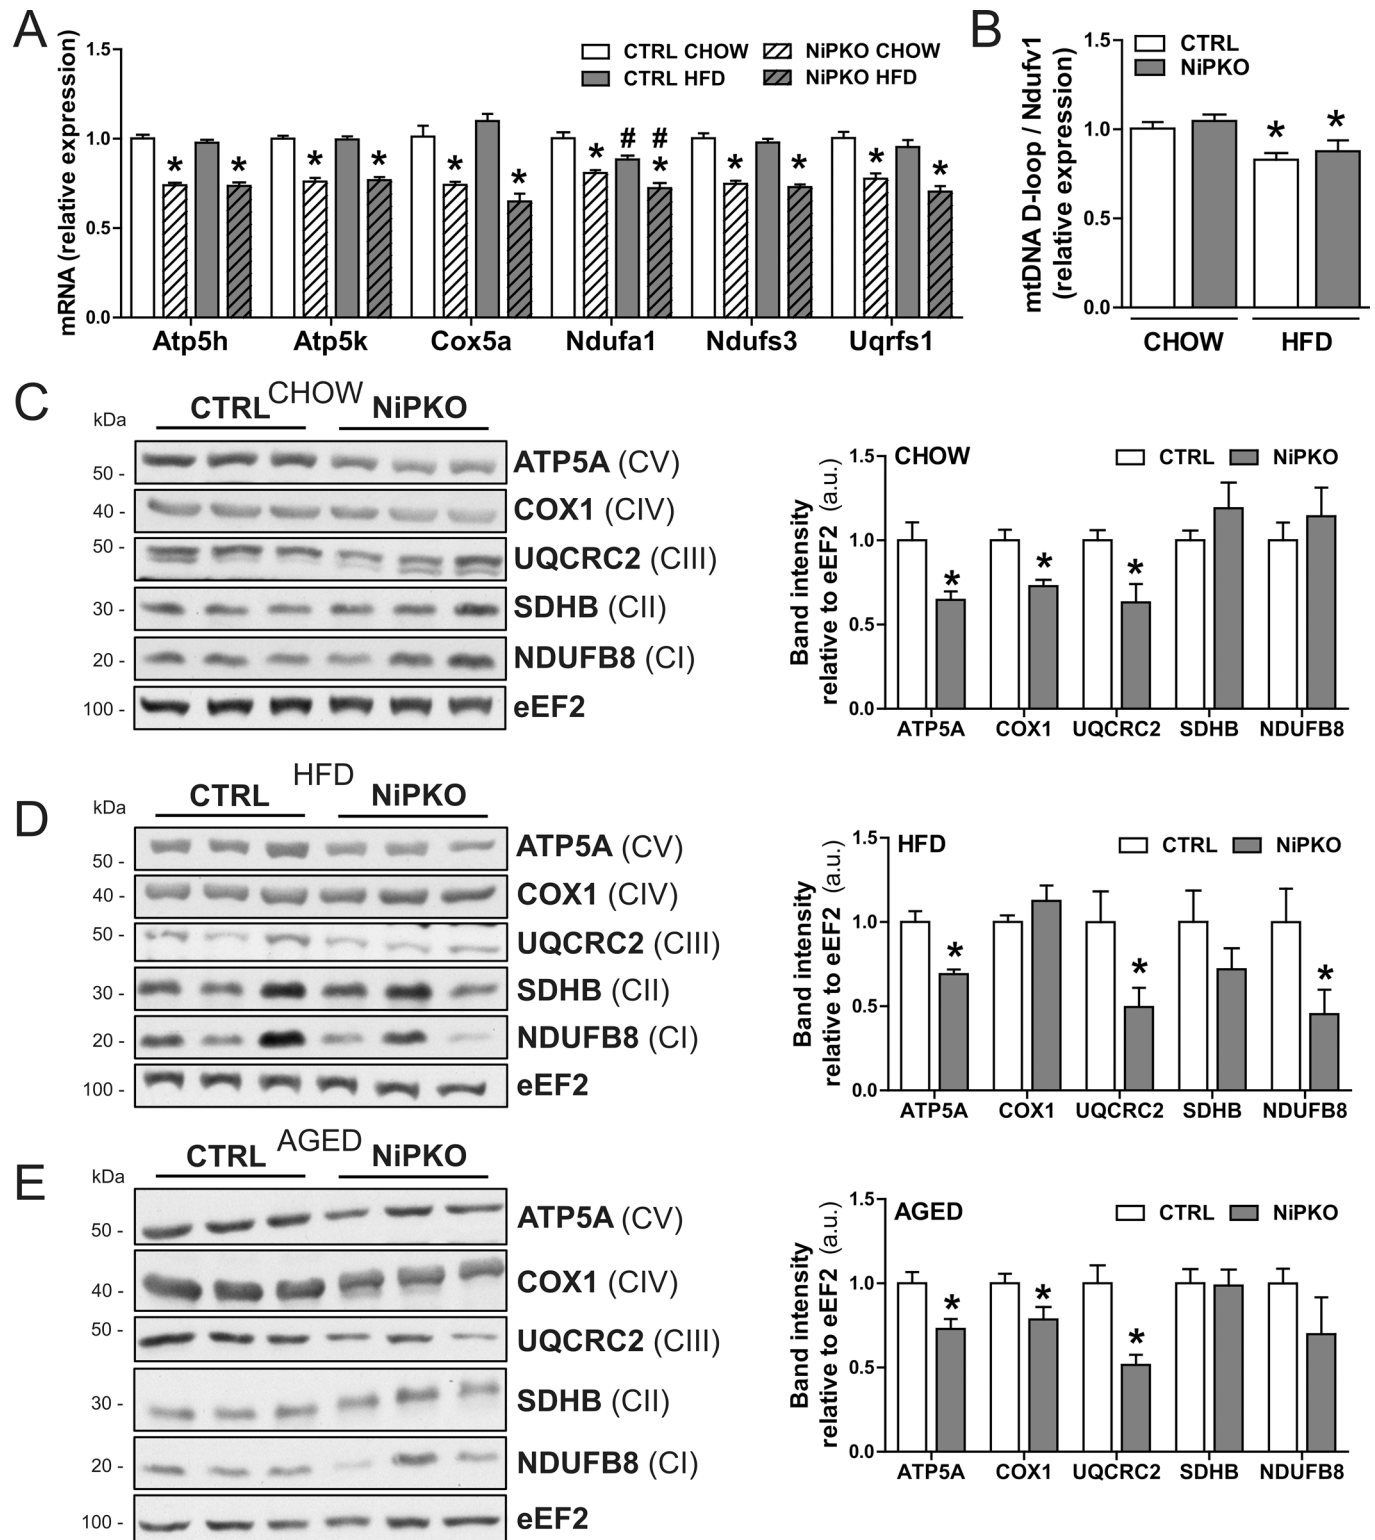 A
mRNA (relative expression)
1.5
1.0
0.5
0.0
CTRL CHOW
NiPKO CHOW
CTRL HFD
NiPKO HFD
* * * * * * * # # * * * * *
Atp5h Atp5k Cox5a Ndufa1 Ndufs3 Uqrfs1
B
mtDNA D-loop / Ndufv1
(relative expression)
1.5
1.0
0.5
0.0
CTRL
NiPKO
* *
CHOW HFD
C
CHOW
kDa
CTRL NiPKO
50 - ATP5A (CV)
40 - COX1 (CIV)
50 - UQCRC2 (CIII)
30 - SDHB (CII)
20 - NDUFB8 (CI)
100 - eEF2
Band intensity
relative to eEF2 (a.u.)
1.5
1.0
0.5
0.0
CHOW
CTRL NiPKO
* * *
ATP5A COX1 UQCRC2 SDHB NDUFB8
D
HFD
kDa
CTRL NiPKO
50 - ATP5A (CV)
40 - COX1 (CIV)
50 - UQCRC2 (CIII)
30 - SDHB (CII)
20 - NDUFB8 (CI)
100 - eEF2
Band intensity
relative to eEF2 (a.u.)
1.5
1.0
0.5
0.0
HFD
CTRL NiPKO
* * *
ATP5A COX1 UQCRC2 SDHB NDUFB8
E
AGED
kDa
CTRL NiPKO
50 - ATP5A (CV)
40 - COX1 (CIV)
50 - UQCRC2 (CIII)
30 - SDHB (CII)
20 - NDUFB8 (CI)
100 - eEF2
Band intensity
relative to eEF2 (a.u.)
1.5
1.0
0.5
0.0
AGED
CTRL NiPKO
* * *
ATP5A COX1 UQCRC2 SDHB NDUFB8